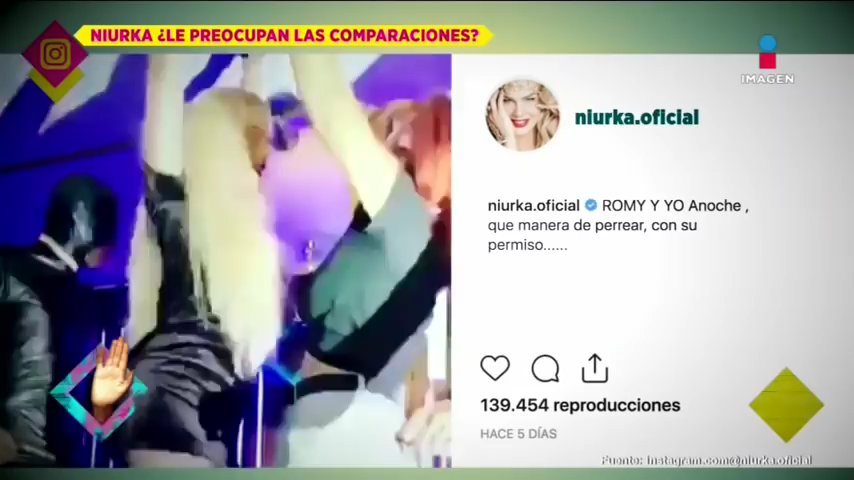 NIURKA ¿LE PREOCUPAN LAS COMPARACIONES?
IMAGEN
niurka.oficial
niurka.oficial ROMY Y YO Anoche ,
que manera de perrear, con su
permiso......
139.454 reproducciones
HACE 5 DÍAS
Fuente: Instagram.com@niurka.oficial